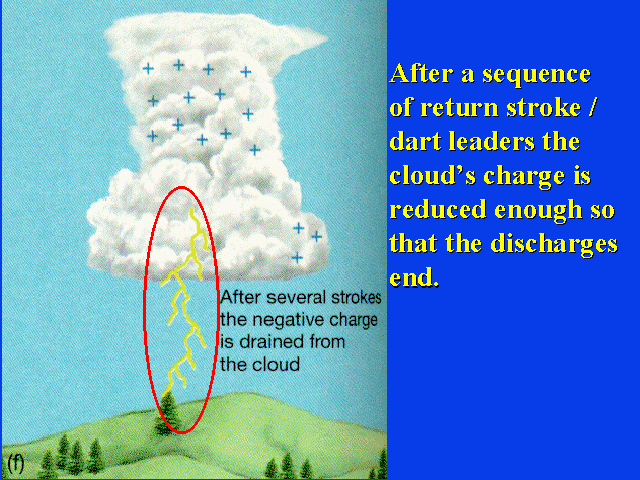 After a sequence
of return stroke /
dart leaders the
cloud's charge is
reduced enough so
that the discharges
end.
After several strokes
the negative charge
is drained from
the cloud
(f)